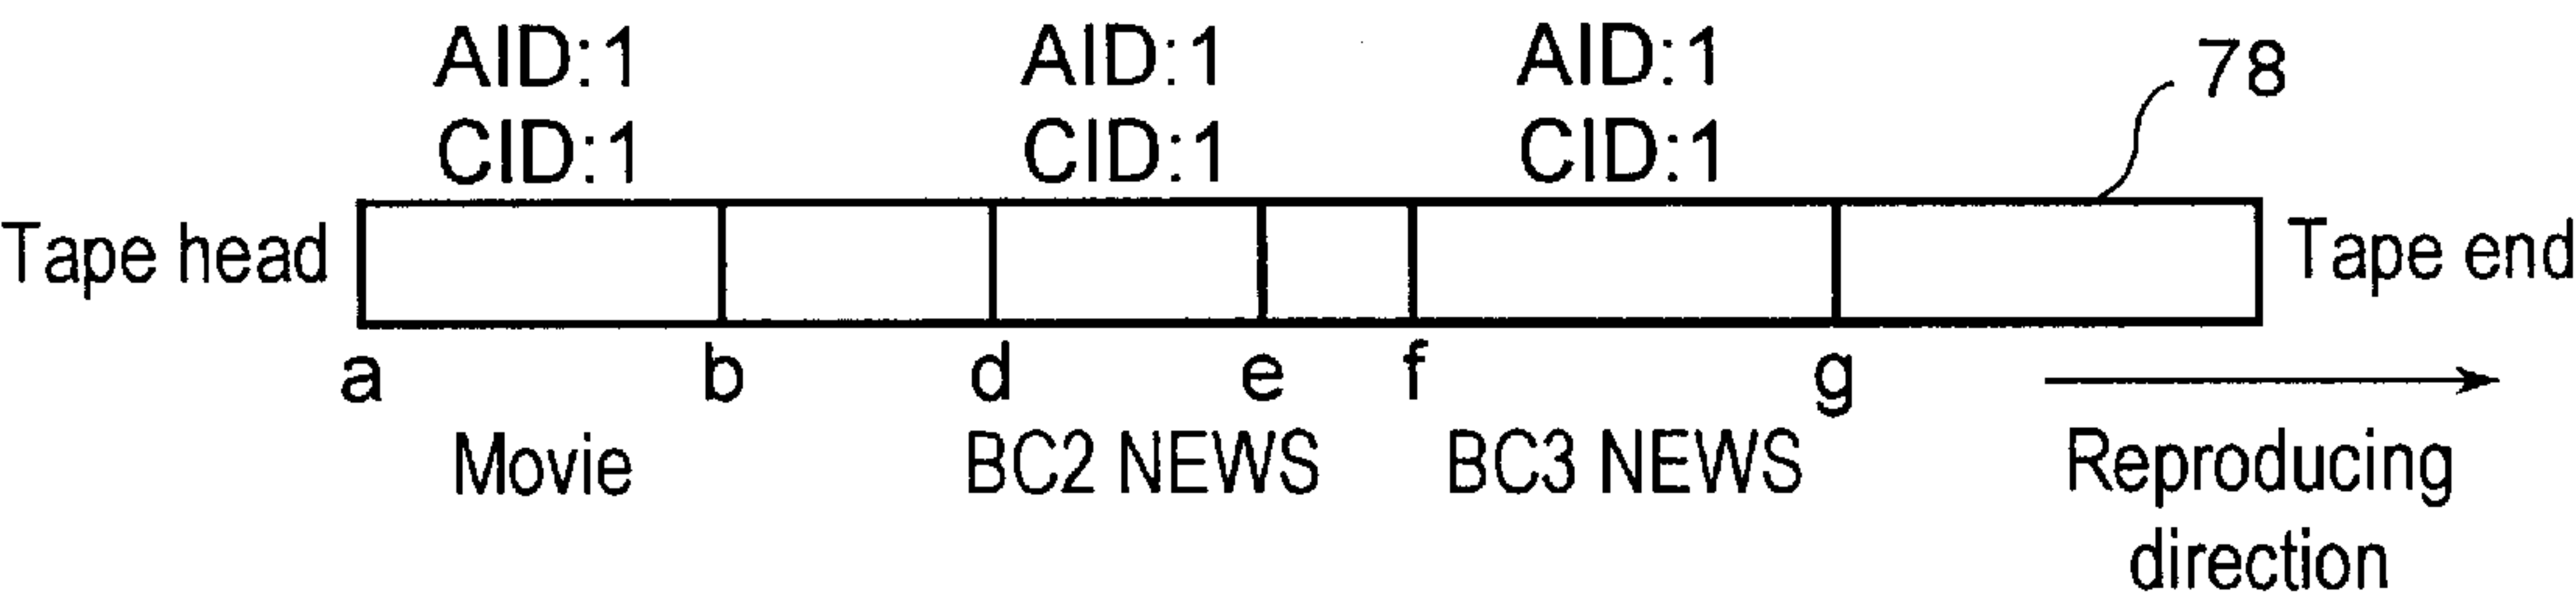 AID:1 AID:1 AID:1 78
CID:1 CID:1 CID:1
Tape head Tape end
a b d e f g
Movie BC2 NEWS BC3 NEWS Reproducing
direction